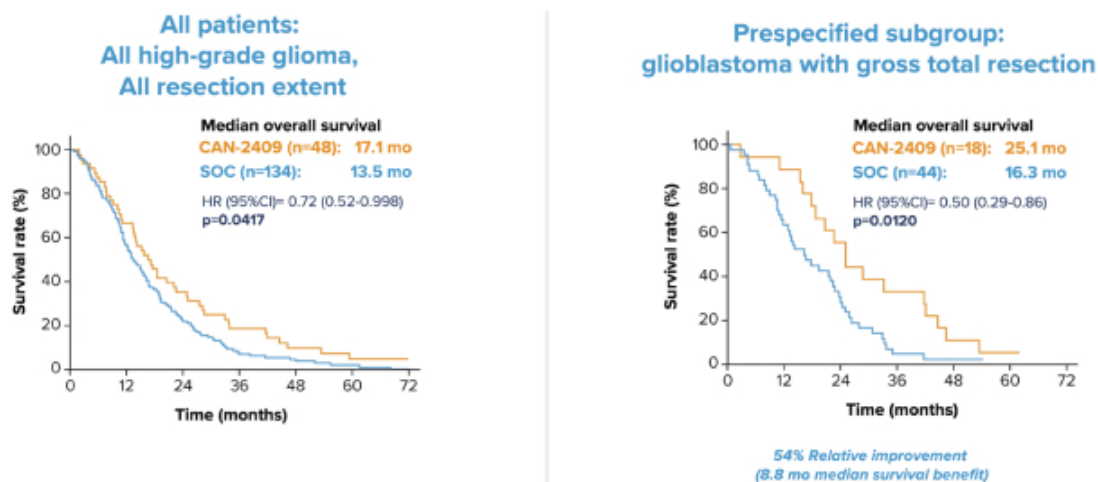 All patients:
All high-grade glioma,
All resection extent
Median overall survival
CAN-2409 (n=48): 17.1 mo
SOC (n=134): 13.5 mo
HR (95%CI)= 0.72 (0.52-0.998)
p=0.0417
Survival rate (%)
100
80
60
40
20
0
0 12 24 36 48 60 72
Time (months)
Prespecified subgroup:
glioblastoma with gross total resection
Median overall survival
CAN-2409 (n=18): 25.1 mo
SOC (n=44): 16.3 mo
HR (95%CI)= 0.50 (0.29-0.86)
p=0.0120
Survival rate (%)
100
80
60
40
20
0
0 12 24 36 48 60 72
Time (months)
54% Relative improvement
(8.8 mo median survival benefit)